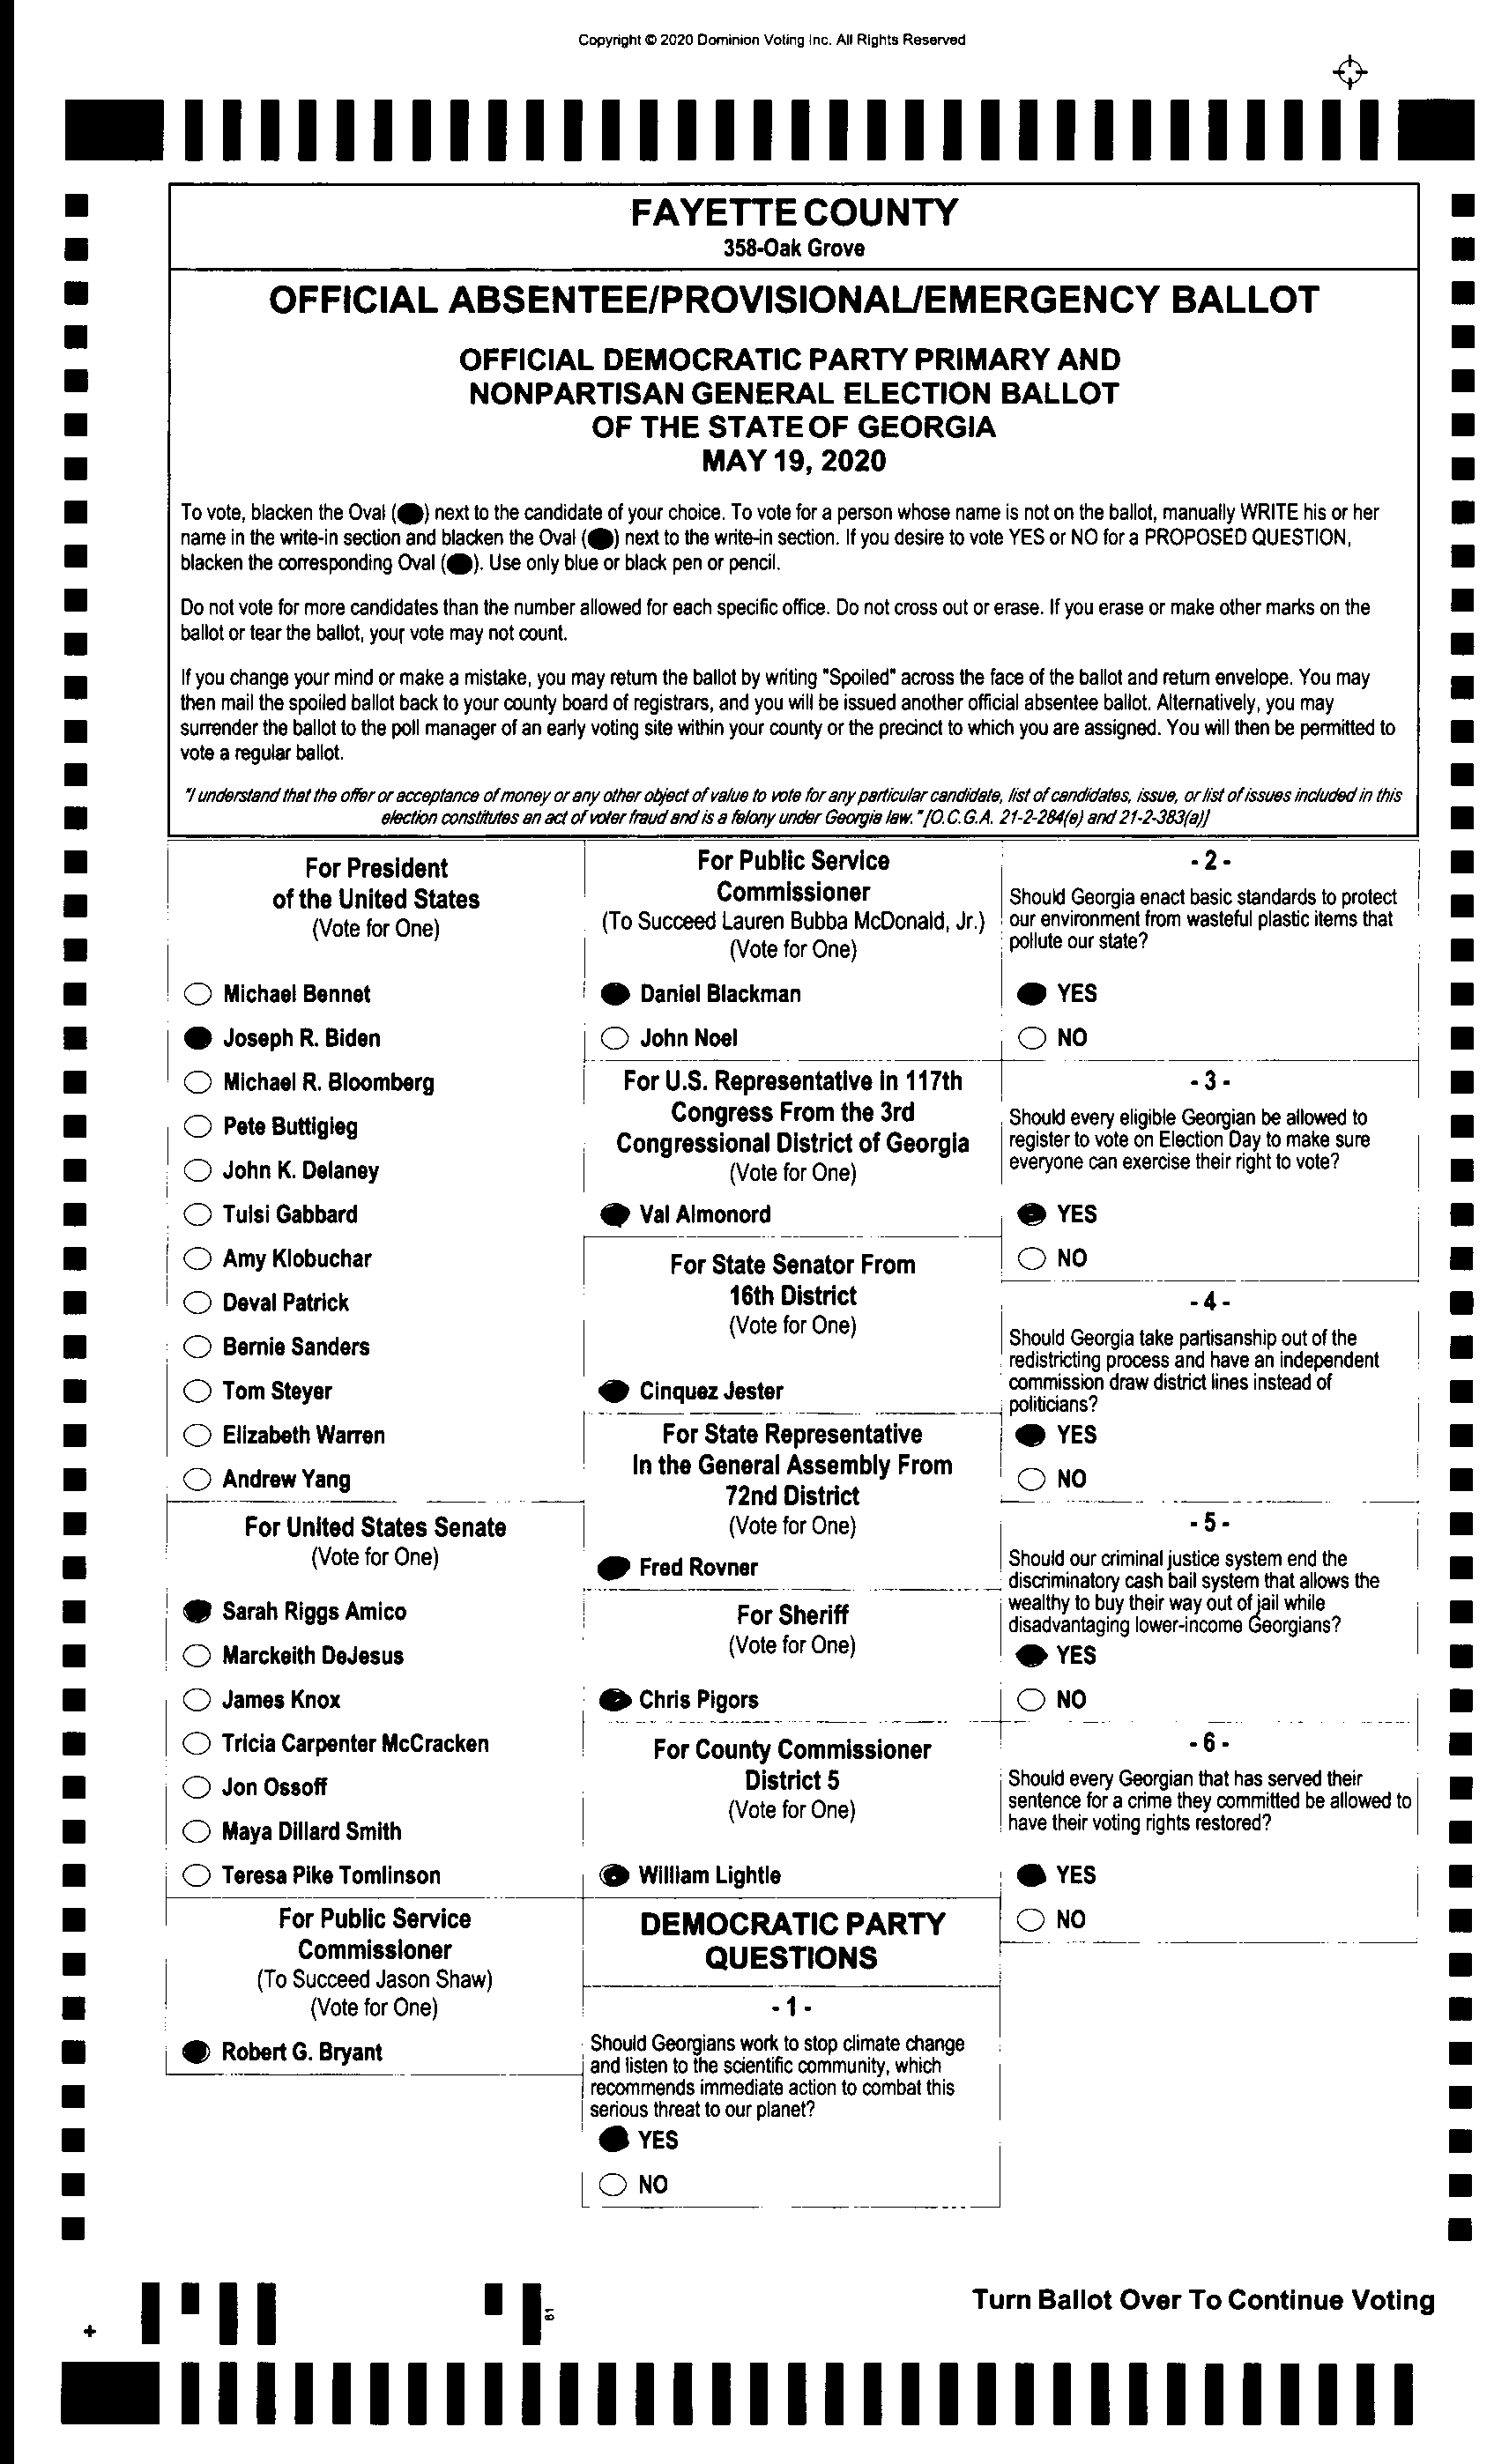 Copyright © 2020 Dominion Voting Inc. All Rights Reserved
FAYETTE COUNTY
358-Oak Grove
OFFICIAL ABSENTEE/PROVISIONAL/EMERGENCY BALLOT
OFFICIAL DEMOCRATIC PARTY PRIMARY AND
NONPARTISAN GENERAL ELECTION BALLOT
OF THE STATE OF GEORGIA
MAY 19, 2020
To vote, blacken the Oval (●) next to the candidate of your choice. To vote for a person whose name is not on the ballot, manually WRITE his or her
name in the write-in section and blacken the Oval (●) next to the write-in section. If you desire to vote YES or NO for a PROPOSED QUESTION,
blacken the corresponding Oval (●). Use only blue or black pen or pencil.
Do not vote for more candidates than the number allowed for each specific office. Do not cross out or erase. If you erase or make other marks on the
ballot or tear the ballot, your vote may not count.
If you change your mind or make a mistake, you may return the ballot by writing "Spoiled" across the face of the ballot and return envelope. You may
then mail the spoiled ballot back to your county board of registrars, and you will be issued another official absentee ballot. Alternatively, you may
surrender the ballot to the poll manager of an early voting site within your county or the precinct to which you are assigned. You will then be permitted to
vote a regular ballot.
"I understand that the offer or acceptance of money or any other object of value to vote for any particular candidate, list of candidates, issue, or list of issues included in this
election constitutes an act of voter fraud and is a felony under Georgia law." [O.C.G.A. 21-2-284(e) and 21-2-383(a)]
For President
of the United States
(Vote for One)
Michael Bennet
Joseph R. Biden
Michael R. Bloomberg
Pete Buttigieg
John K. Delaney
Tulsi Gabbard
Amy Klobuchar
Deval Patrick
Bernie Sanders
Tom Steyer
Elizabeth Warren
Andrew Yang
For United States Senate
(Vote for One)
Sarah Riggs Amico
Marckeith DeJesus
James Knox
Tricia Carpenter McCracken
Jon Ossoff
Maya Dillard Smith
Teresa Pike Tomlinson
For Public Service
Commissioner
(To Succeed Jason Shaw)
(Vote for One)
Robert G. Bryant
For Public Service
Commissioner
(To Succeed Lauren Bubba McDonald, Jr.)
(Vote for One)
Daniel Blackman
John Noel
For U.S. Representative in 117th
Congress From the 3rd
Congressional District of Georgia
(Vote for One)
Val Almonord
For State Senator From
16th District
(Vote for One)
Cinquez Jester
For State Representative
In the General Assembly From
72nd District
(Vote for One)
Fred Rovner
For Sheriff
(Vote for One)
Chris Pigors
For County Commissioner
District 5
(Vote for One)
William Lightle
DEMOCRATIC PARTY
QUESTIONS
- 1 -
Should Georgians work to stop climate change
and listen to the scientific community, which
recommends immediate action to combat this
serious threat to our planet?
YES
NO
- 2 -
Should Georgia enact basic standards to protect
our environment from wasteful plastic items that
pollute our state?
YES
NO
- 3 -
Should every eligible Georgian be allowed to
register to vote on Election Day to make sure
everyone can exercise their right to vote?
YES
NO
- 4 -
Should Georgia take partisanship out of the
redistricting process and have an independent
commission draw district lines instead of
politicians?
YES
NO
- 5 -
Should our criminal justice system end the
discriminatory cash bail system that allows the
wealthy to buy their way out of jail while
disadvantaging lower-income Georgians?
YES
NO
- 6 -
Should every Georgian that has served their
sentence for a crime they committed be allowed to
have their voting rights restored?
YES
NO
61
Turn Ballot Over To Continue Voting